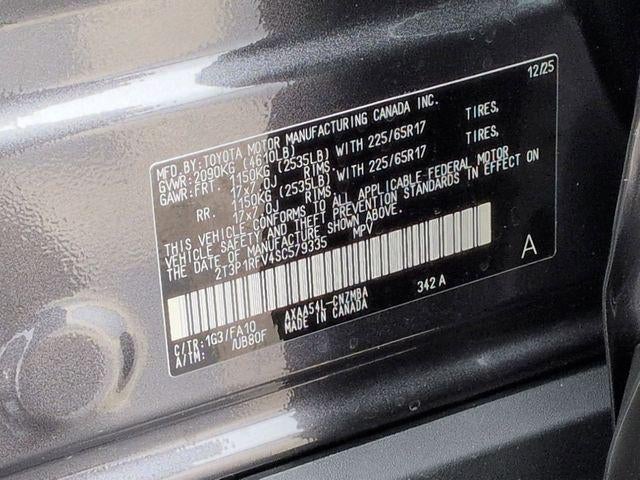 12/25
MFD.BY:TOYOTA MOTOR MANUFACTURING CANADA INC.
GVWR:2090KG (4610LB)
GAWR:FRT. 1150KG (2535LB) WITH 225/65R17 TIRES,
17x7.0J RIMS.
RR. 1150KG (2535LB) WITH 225/65R17 TIRES,
17x7.0J RIMS.
THIS VEHICLE CONFORMS TO ALL APPLICABLE FEDERAL MOTOR
VEHICLE SAFETY AND THEFT PREVENTION STANDARDS IN EFFECT ON
THE DATE OF MANUFACTURE SHOWN ABOVE.
2T3P1RFV4SC579335 MPV
A
C/TR:1G3/FA10 AXAA54L-CNZMBA 342A
A/TM: /UB80F MADE IN CANADA